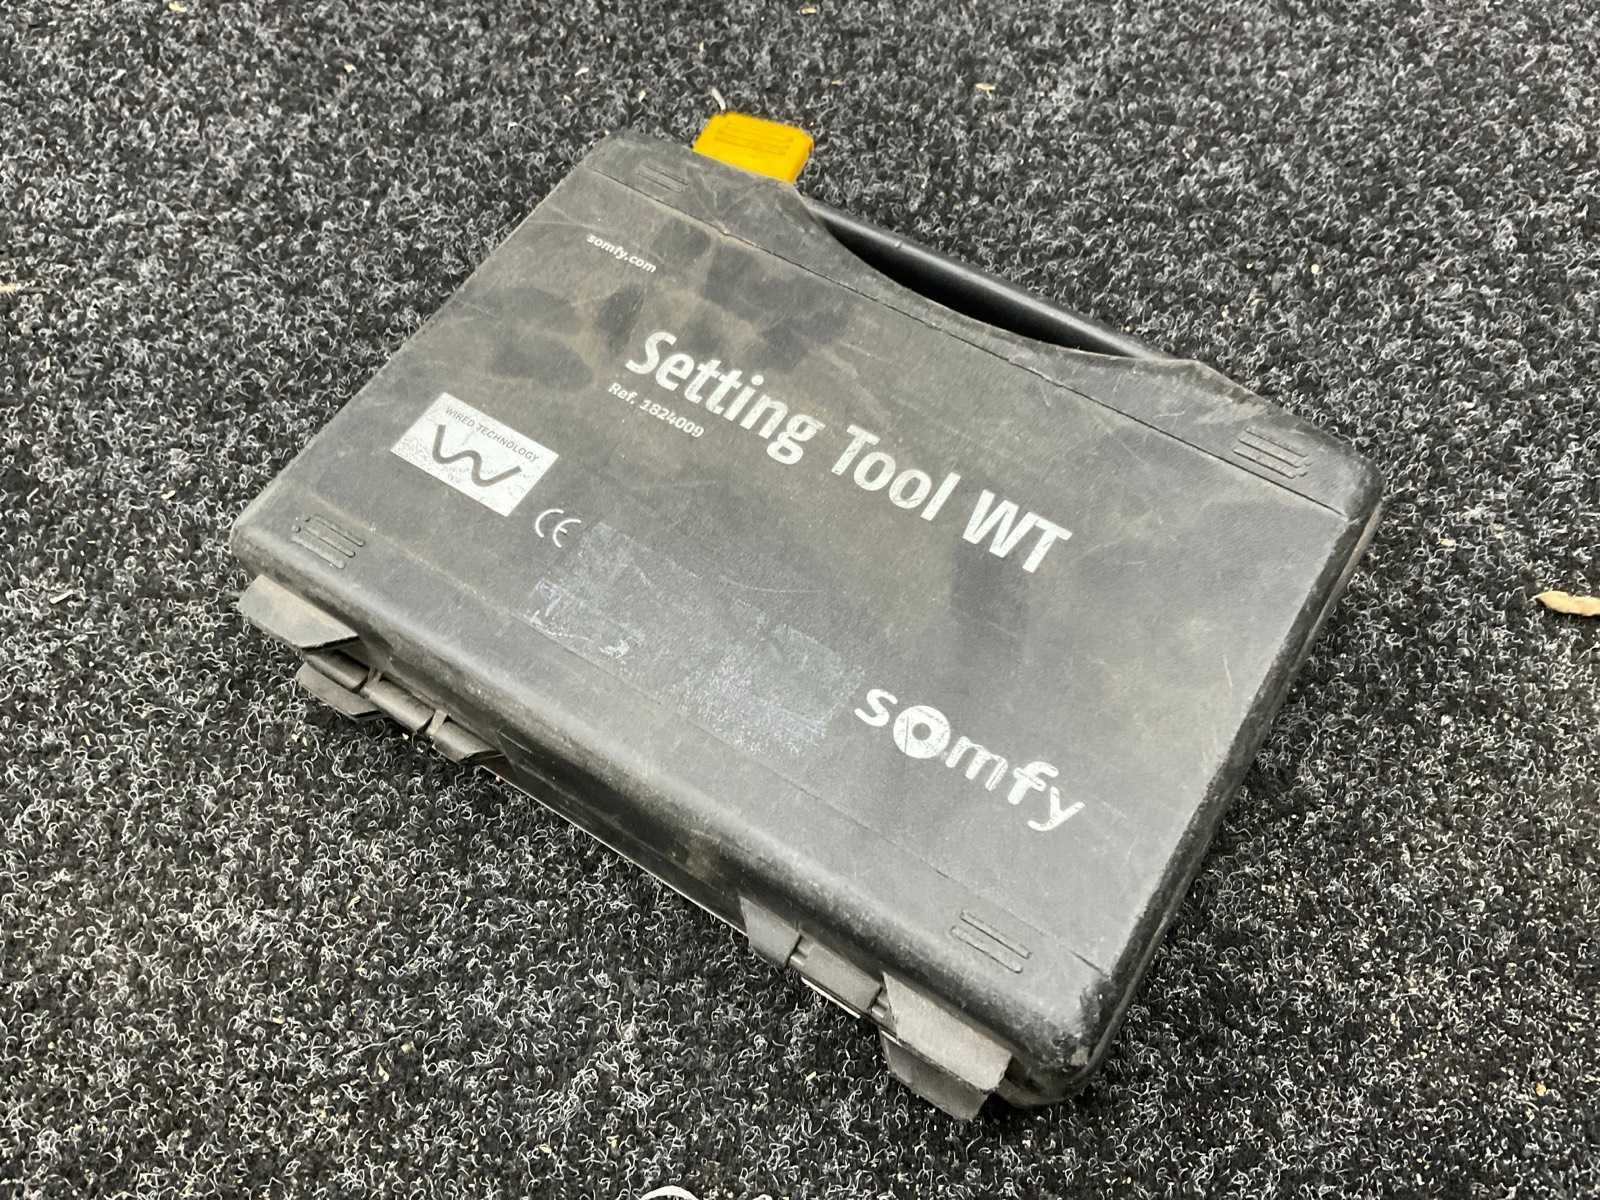 somfy.com
Setting Tool WT
Ref. 1824009
WIRED TECHNOLOGY
CE
somfy